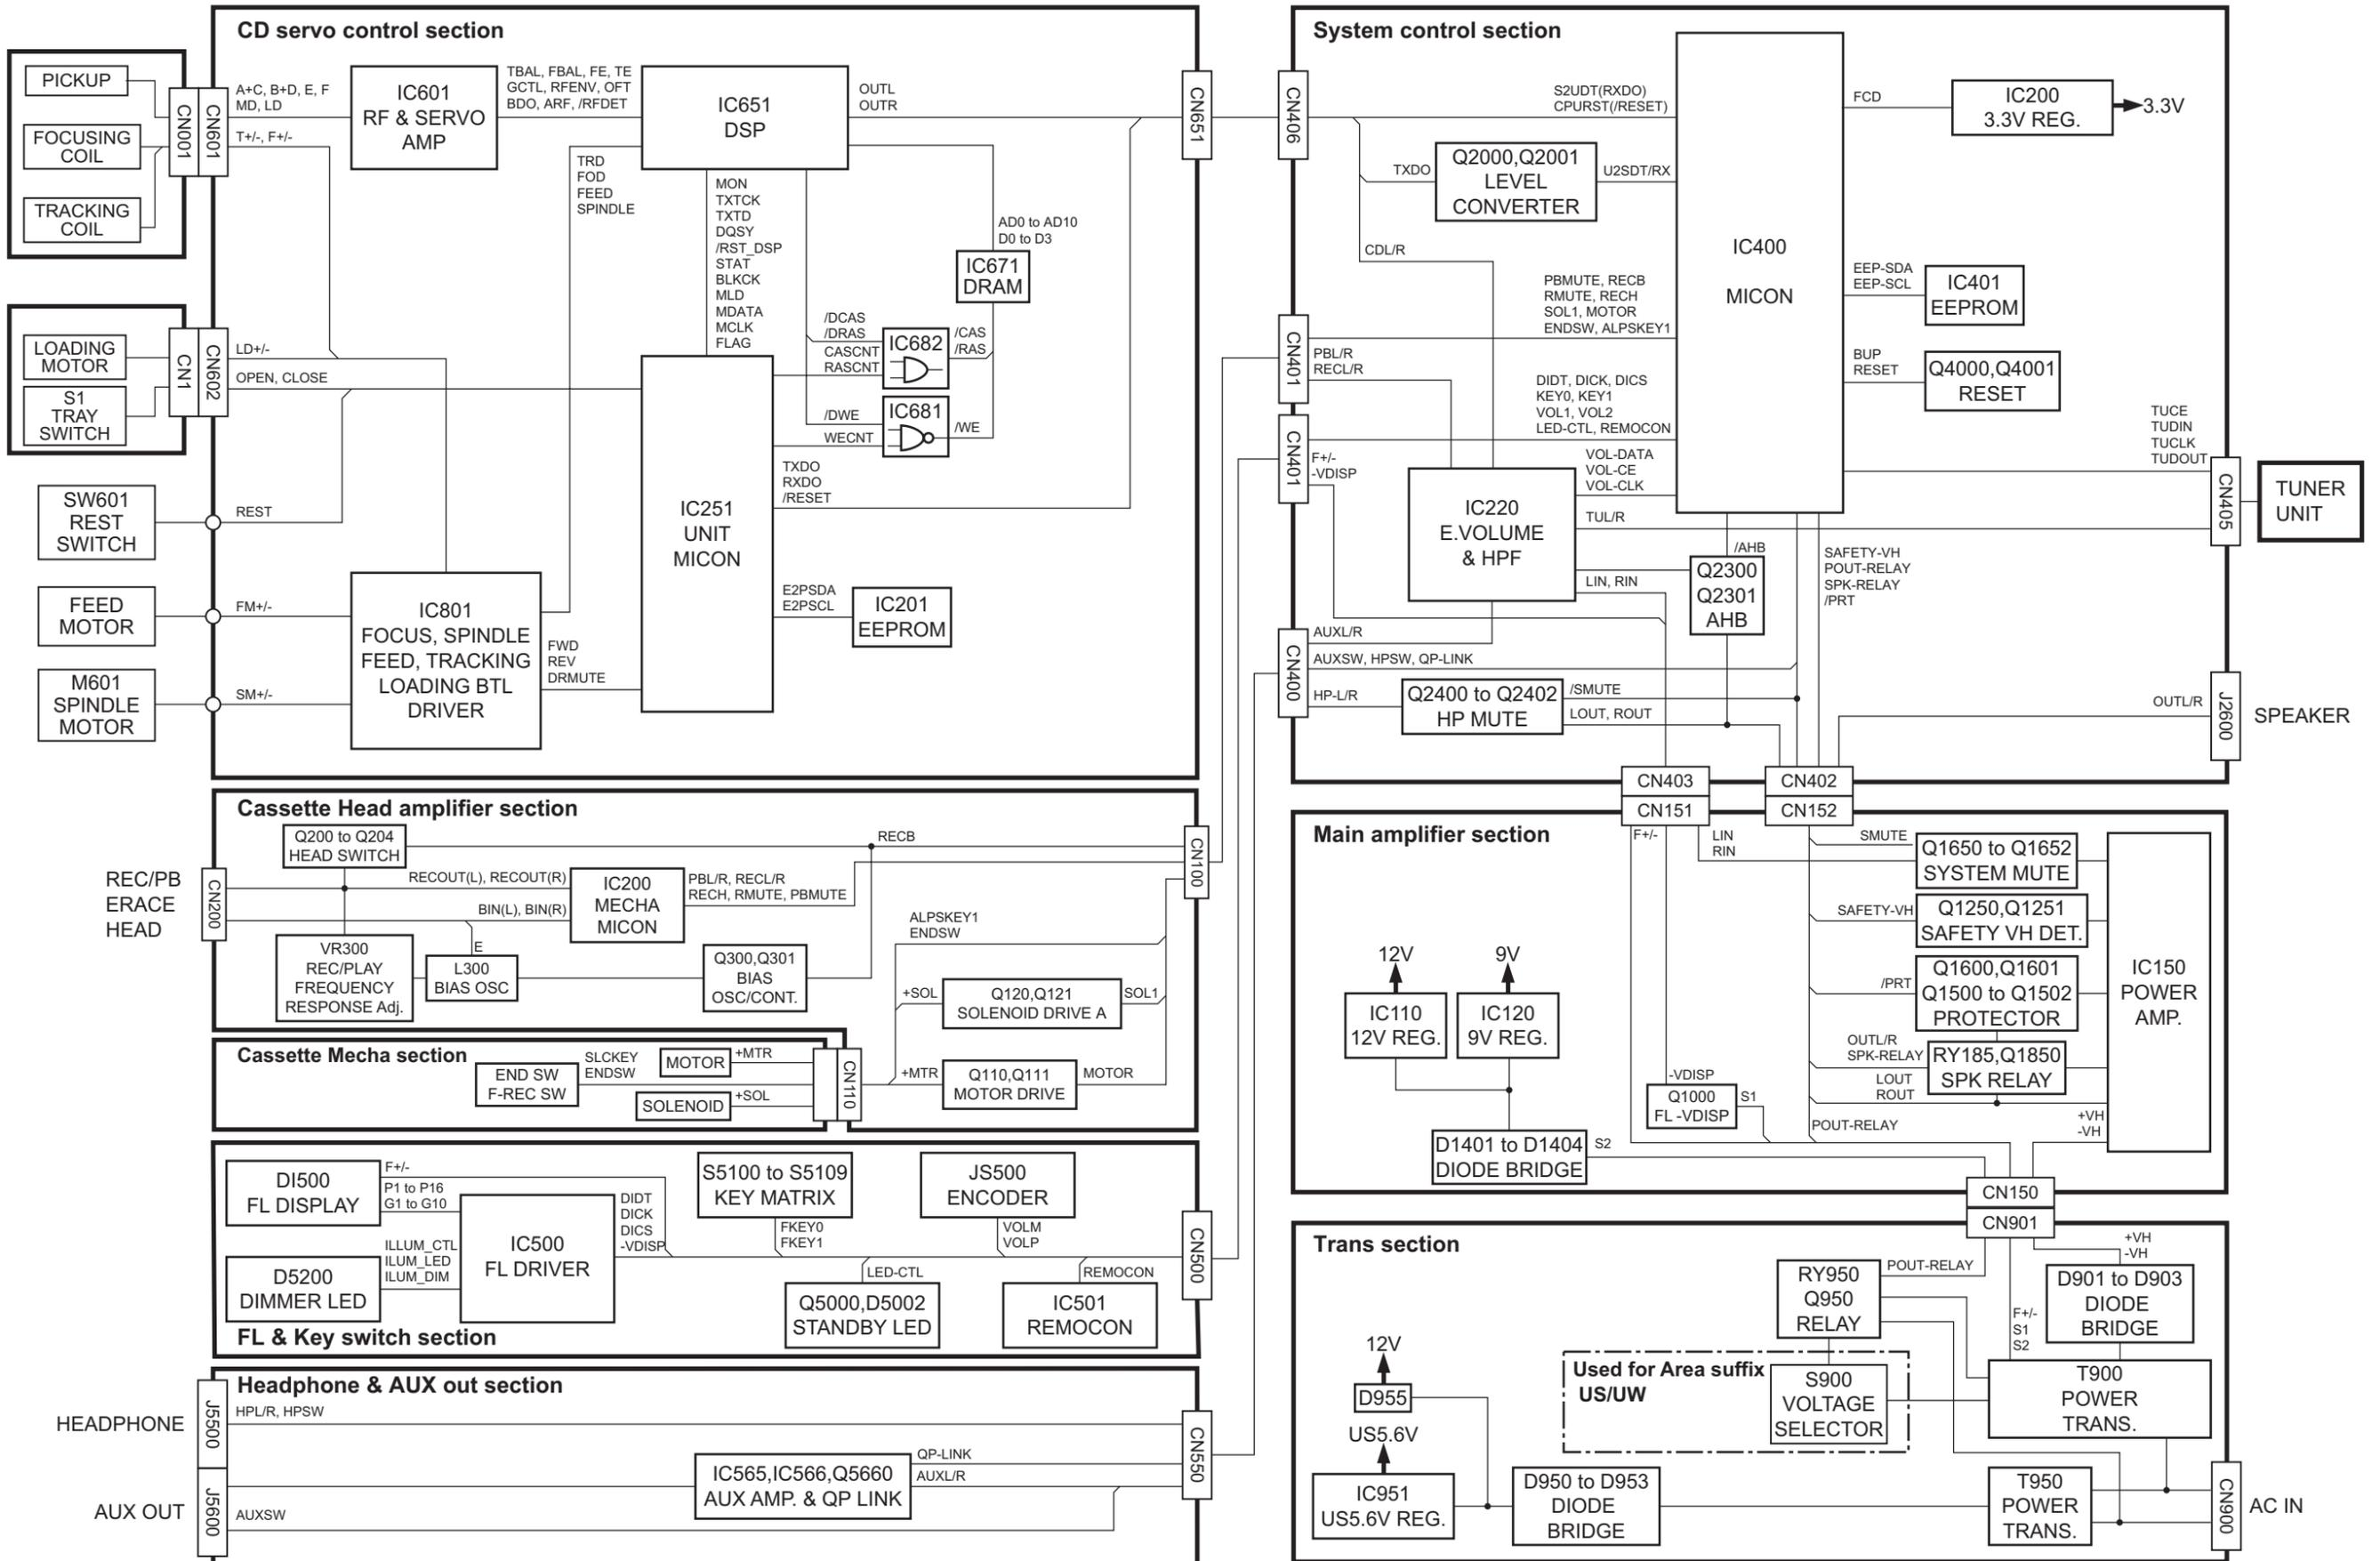 CD servo control section
PICKUP
FOCUSING
COIL
TRACKING
COIL
CN001
CN601
A+C, B+D, E, F
MD, LD
T+/-, F+/-
IC601
RF & SERVO
AMP
TBAL, FBAL, FE, TE
GCTL, RFENV, OFT
BDO, ARF, /RFDET
IC651
DSP
OUTL
OUTR
CN651
TRD
FOD
FEED
SPINDLE
MON
TXTCK
TXTD
DQSY
/RST_DSP
STAT
BLKCK
MLD
MDATA
MCLK
FLAG
AD0 to AD10
D0 to D3
IC671
DRAM
/DCAS
/DRAS
CASCNT
RASCNT
IC682
/CAS
/RAS
/DWE
WECNT
IC681
/WE
LOADING
MOTOR
S1
TRAY
SWITCH
CN1
CN602
LD+/-
OPEN, CLOSE
SW601
REST
SWITCH
REST
FEED
MOTOR
FM+/-
M601
SPINDLE
MOTOR
SM+/-
IC801
FOCUS, SPINDLE
FEED, TRACKING
LOADING BTL
DRIVER
FWD
REV
DRMUTE
IC251
UNIT
MICON
TXDO
RXDO
/RESET
E2PSDA
E2PSCL
IC201
EEPROM
System control section
CN406
S2UDT(RXDO)
CPURST(/RESET)
TXDO
Q2000,Q2001
LEVEL
CONVERTER
U2SDT/RX
CDL/R
IC400
MICON
FCD
IC200
3.3V REG.
3.3V
EEP-SDA
EEP-SCL
IC401
EEPROM
BUP
RESET
Q4000,Q4001
RESET
PBMUTE, RECB
RMUTE, RECH
SOL1, MOTOR
ENDSW, ALPSKEY1
CN401
PBL/R
RECL/R
DIDT, DICK, DICS
KEY0, KEY1
VOL1, VOL2
LED-CTL, REMOCON
CN401
F+/-
-VDISP
VOL-DATA
VOL-CE
VOL-CLK
IC220
E.VOLUME
& HPF
TUL/R
TUCE
TUDIN
TUCLK
TUDOUT
CN405
TUNER
UNIT
LIN, RIN
/AHB
Q2300
Q2301
AHB
SAFETY-VH
POUT-RELAY
SPK-RELAY
/PRT
CN400
AUXL/R
AUXSW, HPSW, QP-LINK
HP-L/R
Q2400 to Q2402
HP MUTE
/SMUTE
LOUT, ROUT
OUTL/R
J2600
SPEAKER
CN403
CN402
CN151
CN152
Cassette Head amplifier section
Q200 to Q204
HEAD SWITCH
RECB
CN100
REC/PB
ERACE
HEAD
CN200
RECOUT(L), RECOUT(R)
BIN(L), BIN(R)
IC200
MECHA
MICON
PBL/R, RECL/R
RECH, RMUTE, PBMUTE
VR300
REC/PLAY
FREQUENCY
RESPONSE Adj.
E
L300
BIAS OSC
Q300,Q301
BIAS
OSC/CONT.
ALPSKEY1
ENDSW
+SOL
Q120,Q121
SOLENOID DRIVE A
SOL1
Cassette Mecha section
END SW
F-REC SW
SLCKEY
ENDSW
MOTOR
+MTR
SOLENOID
+SOL
CN110
+MTR
Q110,Q111
MOTOR DRIVE
MOTOR
Main amplifier section
F+/-
LIN
RIN
SMUTE
Q1650 to Q1652
SYSTEM MUTE
SAFETY-VH
Q1250,Q1251
SAFETY VH DET.
/PRT
Q1600,Q1601
Q1500 to Q1502
PROTECTOR
OUTL/R
SPK-RELAY
RY185,Q1850
SPK RELAY
LOUT
ROUT
IC150
POWER
AMP.
+VH
-VH
12V
9V
IC110
12V REG.
IC120
9V REG.
-VDISP
Q1000
FL -VDISP
S1
POUT-RELAY
D1401 to D1404
DIODE BRIDGE
S2
CN150
CN901
DI500
FL DISPLAY
F+/-
P1 to P16
G1 to G10
D5200
DIMMER LED
ILLUM_CTL
ILUM_LED
ILUM_DIM
IC500
FL DRIVER
DIDT
DICK
DICS
-VDISP
S5100 to S5109
KEY MATRIX
FKEY0
FKEY1
JS500
ENCODER
VOLM
VOLP
LED-CTL
Q5000,D5002
STANDBY LED
REMOCON
IC501
REMOCON
CN500
FL & Key switch section
Headphone & AUX out section
HEADPHONE
J5500
HPL/R, HPSW
AUX OUT
J5600
AUXSW
IC565,IC566,Q5660
AUX AMP. & QP LINK
QP-LINK
AUXL/R
CN550
Trans section
+VH
-VH
POUT-RELAY
RY950
Q950
RELAY
D901 to D903
DIODE
BRIDGE
F+/-
S1
S2
12V
D955
US5.6V
IC951
US5.6V REG.
Used for Area suffix
US/UW
S900
VOLTAGE
SELECTOR
T900
POWER
TRANS.
D950 to D953
DIODE
BRIDGE
T950
POWER
TRANS.
CN900
AC IN